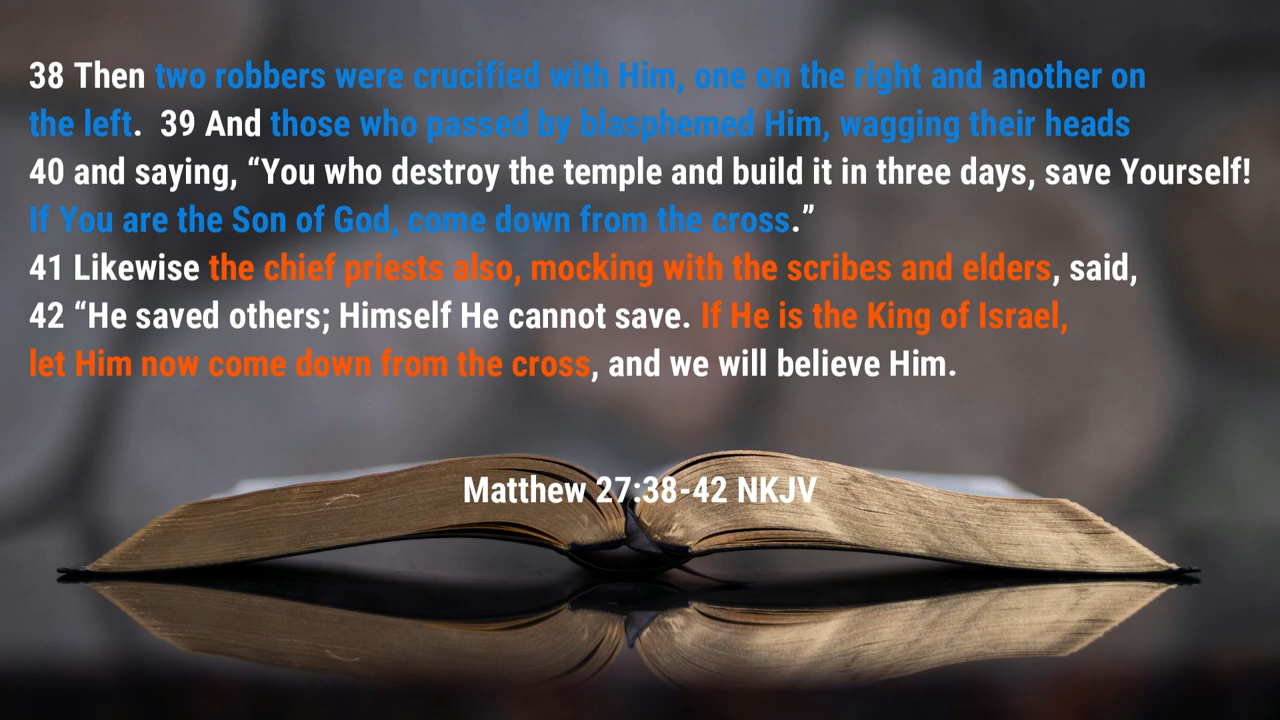 38 Then two robbers were crucified with Him, one on the right and another on
the left.  39 And those who passed by blasphemed Him, wagging their heads
40 and saying, “You who destroy the temple and build it in three days, save Yourself!
If You are the Son of God, come down from the cross.”
41 Likewise the chief priests also, mocking with the scribes and elders, said,
42 “He saved others; Himself He cannot save. If He is the King of Israel,
let Him now come down from the cross, and we will believe Him.
Matthew 27:38-42 NKJV